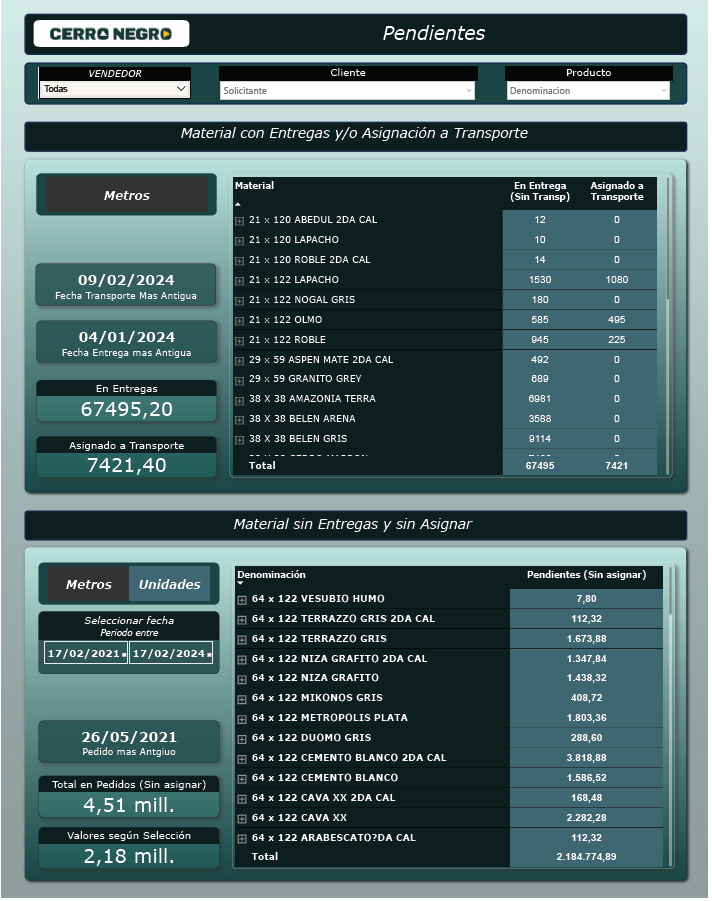 CERRO NEGRO
Pendientes
VENDEDOR
Todas
Cliente
Solicitante
Producto
Denominacion
Material con Entregas y/o Asignación a Transporte
Metros
09/02/2024
Fecha Transporte Mas Antigua
04/01/2024
Fecha Entrega mas Antigua
En Entregas
67495,20
Asignado a Transporte
7421,40
Material En Entrega (Sin Transp) Asignado a Transporte
21 x 120 ABEDUL 2DA CAL 12 0
21 x 120 LAPACHO 10 0
21 x 120 ROBLE 2DA CAL 14 0
21 x 122 LAPACHO 1530 1080
21 x 122 NOGAL GRIS 180 0
21 x 122 OLMO 585 495
21 x 122 ROBLE 945 225
29 x 59 ASPEN MATE 2DA CAL 492 0
29 x 59 GRANITO GREY 689 0
38 X 38 AMAZONIA TERRA 6981 0
38 X 38 BELEN ARENA 3588 0
38 X 38 BELEN GRIS 9114 0
Total 67495 7421
Material sin Entregas y sin Asignar
Metros Unidades
Seleccionar fecha
Periodo entre
17/02/2021 17/02/2024
26/05/2021
Pedido mas Antgiuo
Total en Pedidos (Sin asignar)
4,51 mill.
Valores según Selección
2,18 mill.
Denominación Pendientes (Sin asignar)
64 x 122 VESUBIO HUMO 7,80
64 x 122 TERRAZZO GRIS 2DA CAL 112,32
64 x 122 TERRAZZO GRIS 1.673,88
64 x 122 NIZA GRAFITO 2DA CAL 1.347,84
64 x 122 NIZA GRAFITO 1.438,32
64 x 122 MIKONOS GRIS 408,72
64 x 122 METRÓPOLIS PLATA 1.803,36
64 x 122 DUOMO GRIS 288,60
64 x 122 CEMENTO BLANCO 2DA CAL 3.818,88
64 x 122 CEMENTO BLANCO 1.586,52
64 x 122 CAVA XX 2DA CAL 168,48
64 x 122 CAVA XX 2.282,28
64 x 122 ARABESCATO?DA CAL 112,32
Total 2.184.774,89